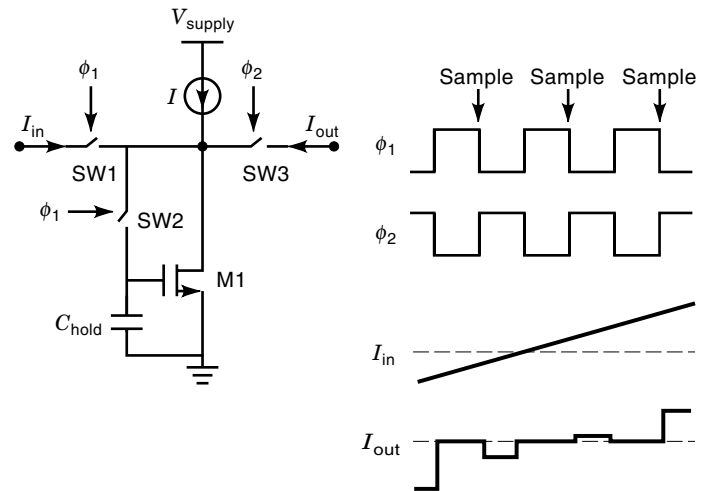 V_supply
ϕ₁
I
ϕ₂
I_in
I_out
SW1
SW3
ϕ₁
SW2
M1
C_hold
Sample Sample Sample
ϕ₁
ϕ₂
I_in
I_out